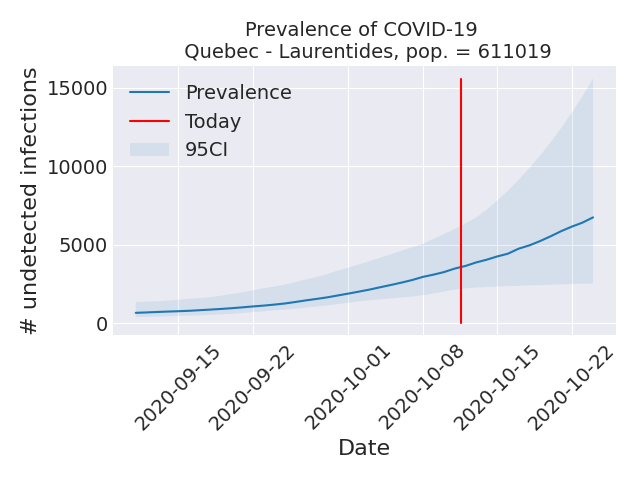 Prevalence of COVID-19
Quebec - Laurentides, pop. = 611019
# undetected infections
15000
10000
5000
0
Prevalence
Today
95CI
2020-09-15
2020-09-22
2020-10-01
2020-10-08
2020-10-15
2020-10-22
Date